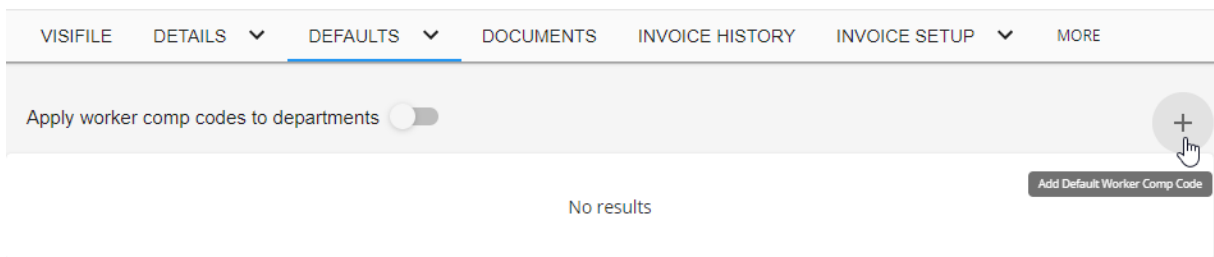 VISIFILE DETAILS DEFAULTS DOCUMENTS INVOICE HISTORY INVOICE SETUP MORE
Apply worker comp codes to departments
Add Default Worker Comp Code
No results